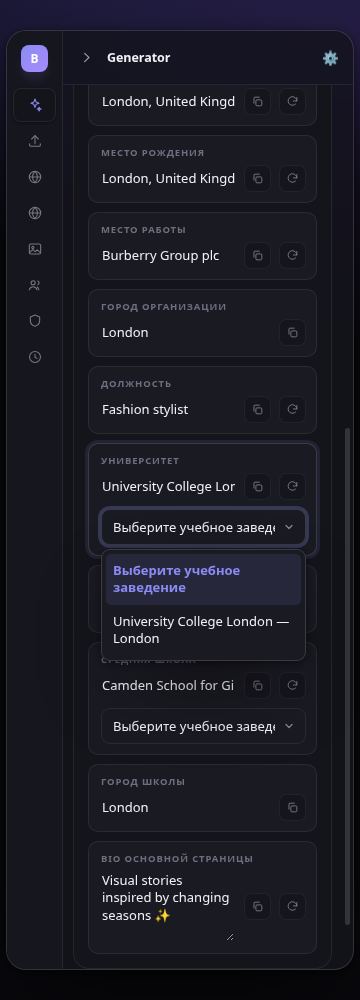 B
Generator
London, United Kingd
МЕСТО РОЖДЕНИЯ
London, United Kingd
МЕСТО РАБОТЫ
Burberry Group plc
ГОРОД ОРГАНИЗАЦИИ
London
ДОЛЖНОСТЬ
Fashion stylist
УНИВЕРСИТЕТ
University College Lor
Выберите учебное заведе
Выберите учебное
заведение
University College London —
London
СРЕДНЯЯ ШКОЛА
Camden School for Gi
Выберите учебное заведе
ГОРОД ШКОЛЫ
London
BIO ОСНОВНОЙ СТРАНИЦЫ
Visual stories
inspired by changing
seasons ✨